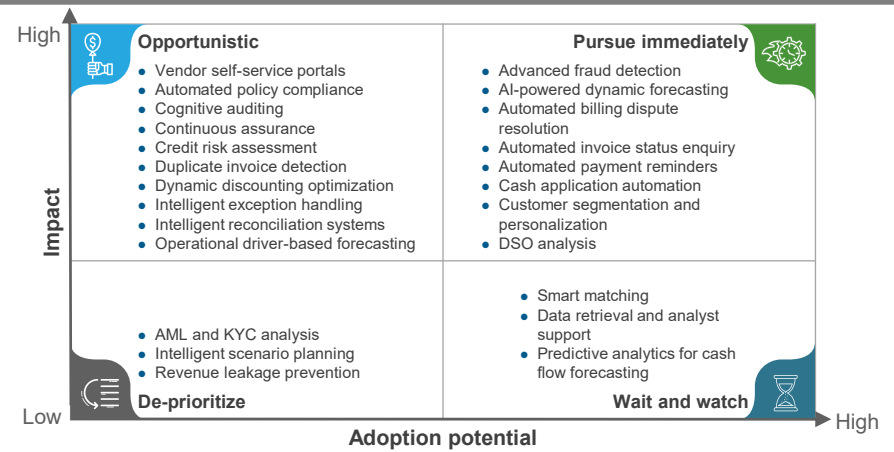 High
Opportunistic
• Vendor self-service portals
• Automated policy compliance
• Cognitive auditing
• Continuous assurance
• Credit risk assessment
• Duplicate invoice detection
• Dynamic discounting optimization
• Intelligent exception handling
• Intelligent reconciliation systems
• Operational driver-based forecasting
Pursue immediately
• Advanced fraud detection
• AI-powered dynamic forecasting
• Automated billing dispute
resolution
• Automated invoice status enquiry
• Automated payment reminders
• Cash application automation
• Customer segmentation and
personalization
• DSO analysis
Impact
• AML and KYC analysis
• Intelligent scenario planning
• Revenue leakage prevention
De-prioritize
• Smart matching
• Data retrieval and analyst
support
• Predictive analytics for cash
flow forecasting
Wait and watch
Low
High
Adoption potential